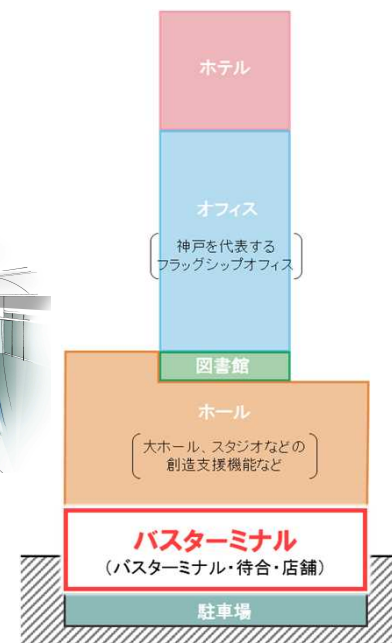 ホテル
オフィス
神戸を代表する
フラッグシップオフィス
図書館
ホール
大ホール、スタジオなどの
創造支援機能など
バスターミナル
（バスターミナル・待合・店舗）
駐車場